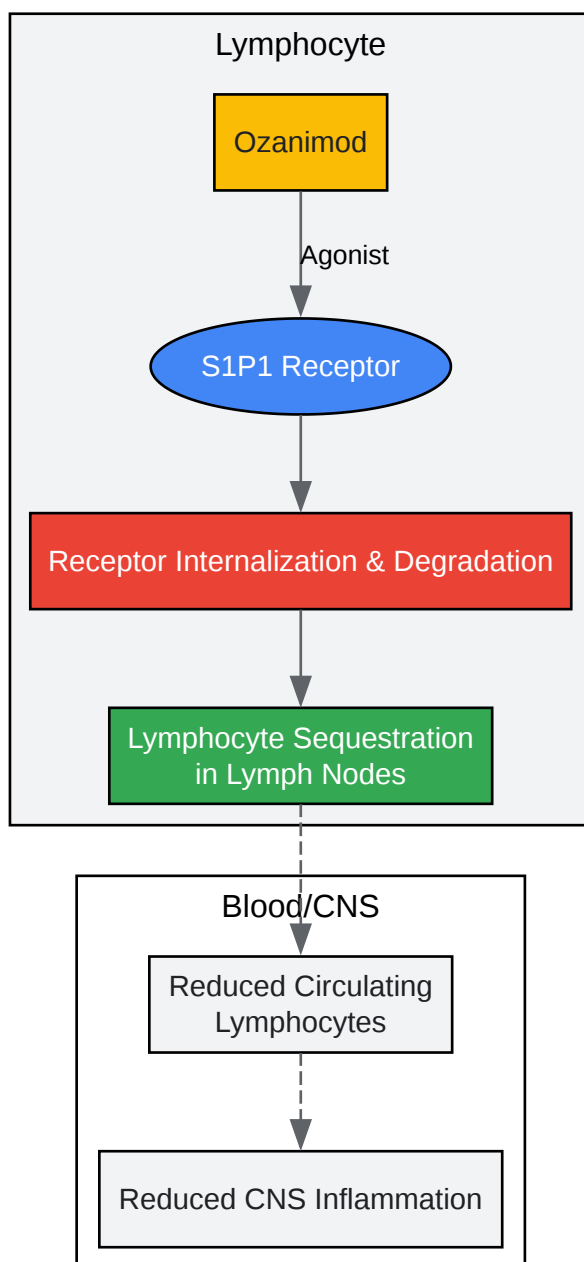 Lymphocyte
Ozanimod
Agonist
S1P1 Receptor
Receptor Internalization & Degradation
Lymphocyte Sequestration
in Lymph Nodes
Blood/CNS
Reduced Circulating
Lymphocytes
Reduced CNS Inflammation